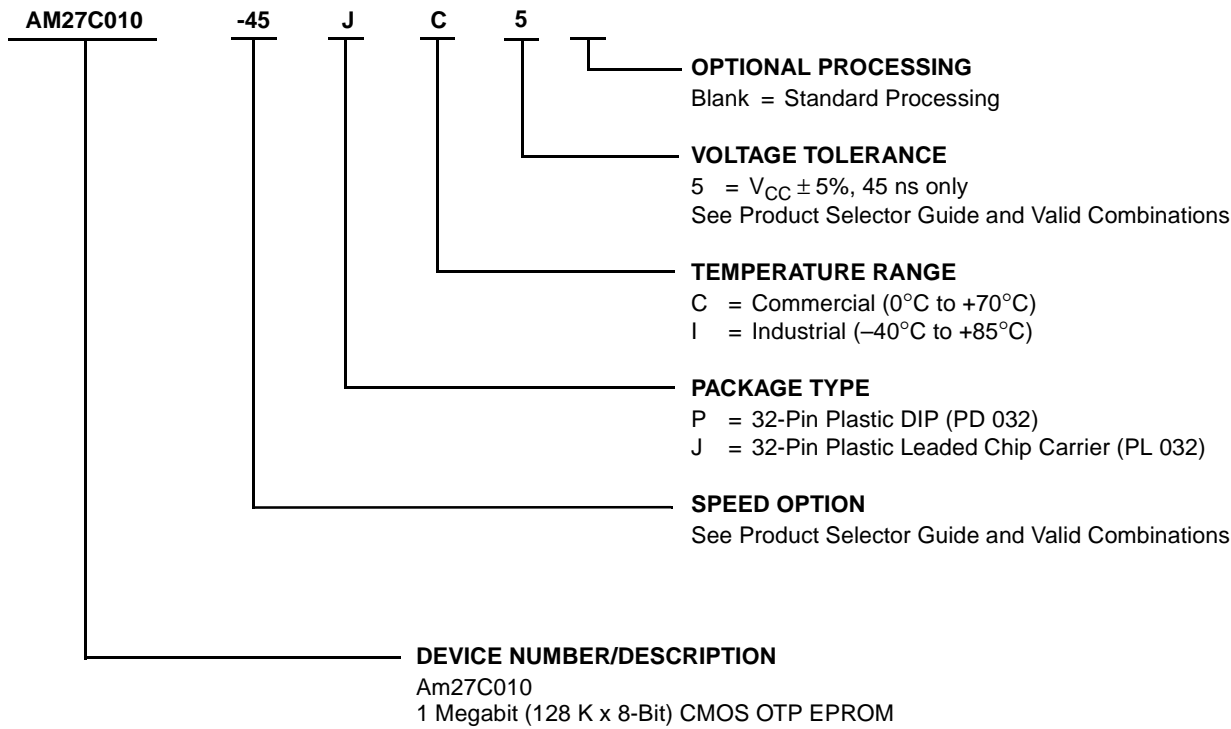 AM27C010 -45 J C 5
OPTIONAL PROCESSING
Blank = Standard Processing
VOLTAGE TOLERANCE
5 = VCC ± 5%, 45 ns only
See Product Selector Guide and Valid Combinations
TEMPERATURE RANGE
C = Commercial (0°C to +70°C)
I = Industrial (–40°C to +85°C)
PACKAGE TYPE
P = 32-Pin Plastic DIP (PD 032)
J = 32-Pin Plastic Leaded Chip Carrier (PL 032)
SPEED OPTION
See Product Selector Guide and Valid Combinations
DEVICE NUMBER/DESCRIPTION
Am27C010
1 Megabit (128 K x 8-Bit) CMOS OTP EPROM